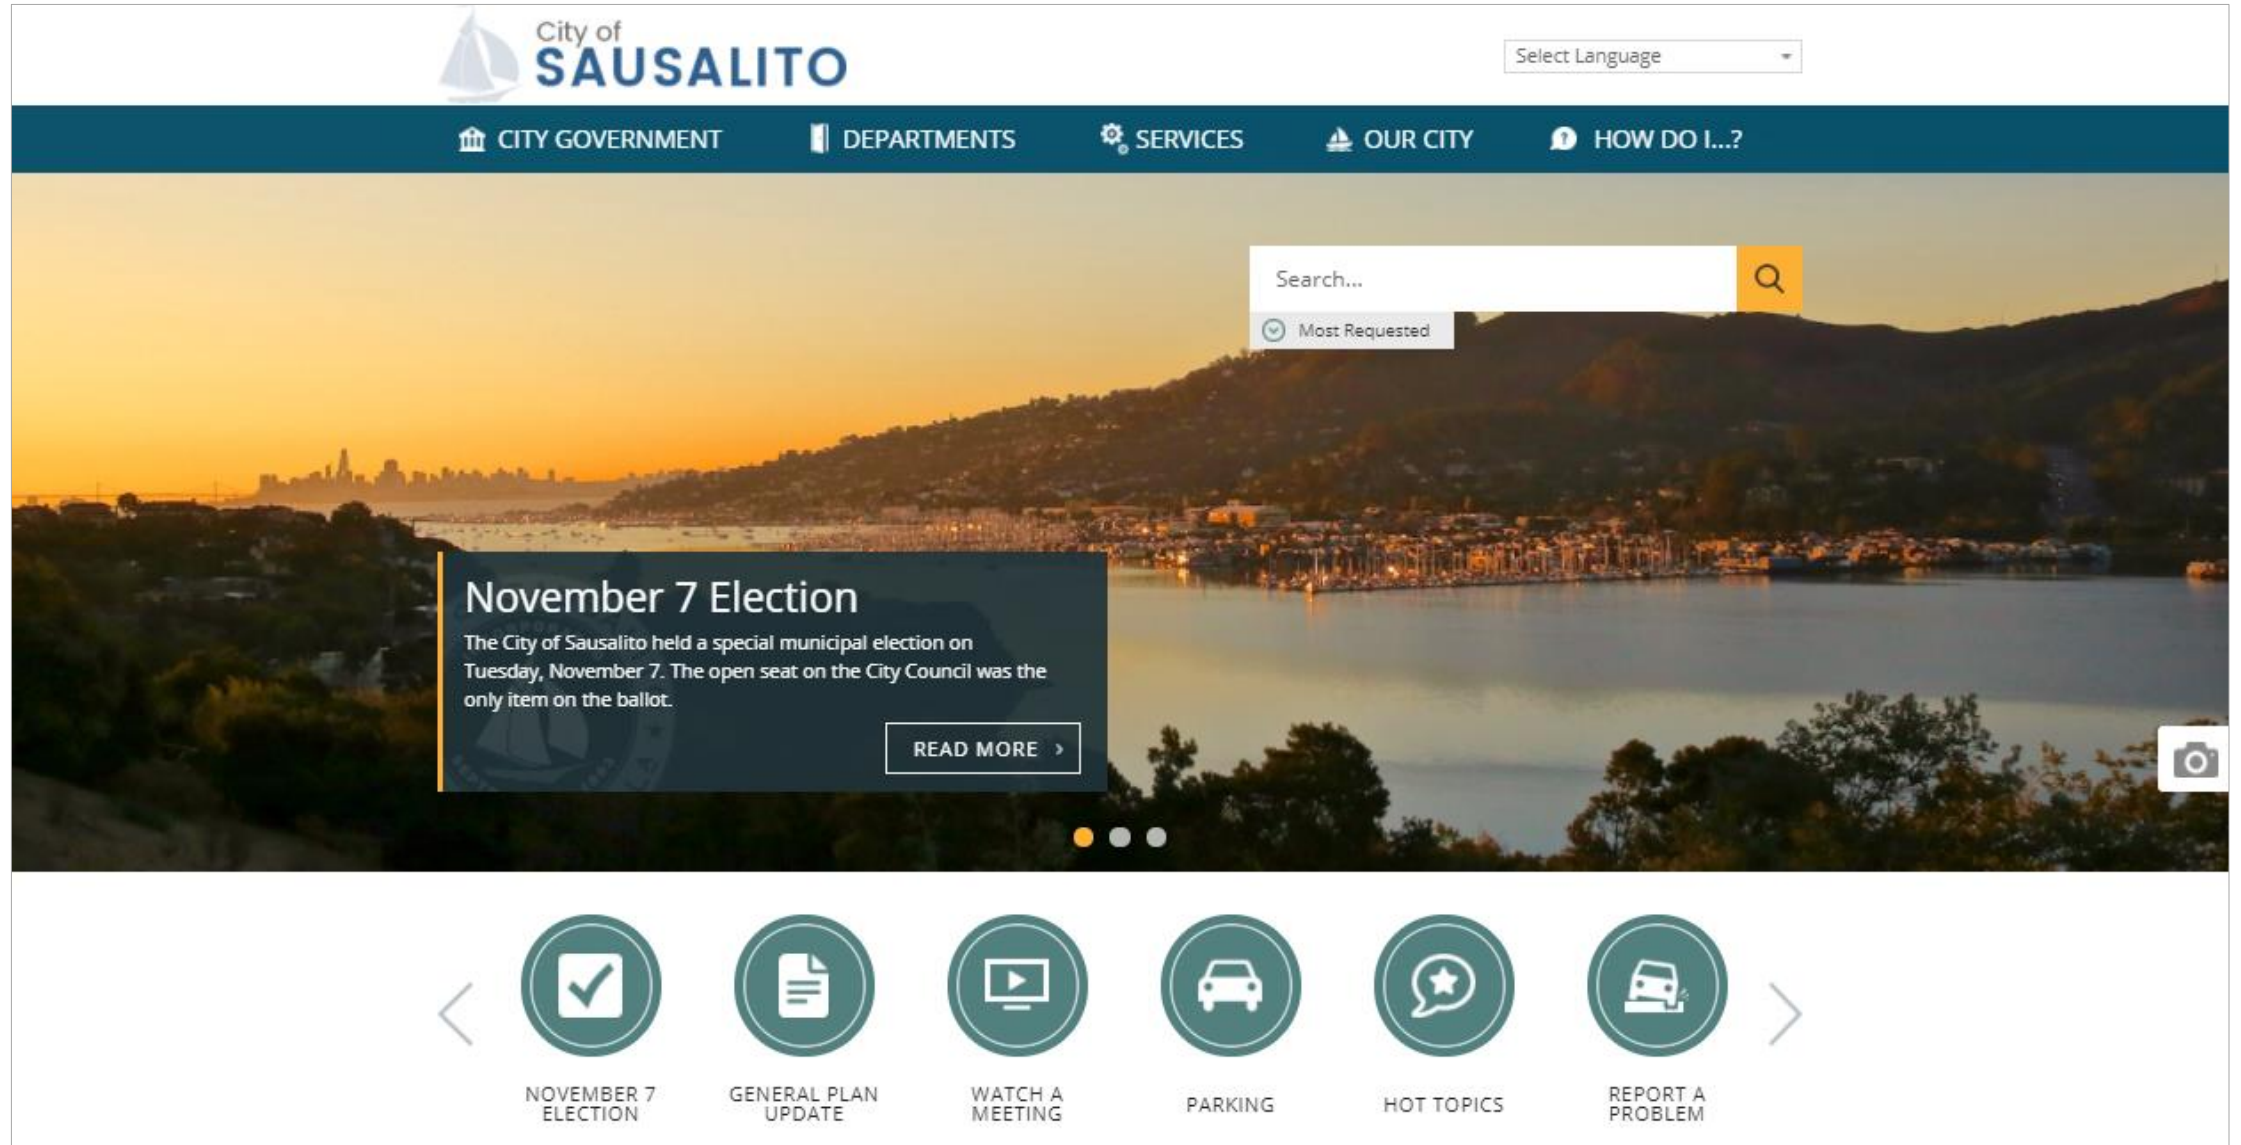 City of
SAUSALITO
Select Language
CITY GOVERNMENT
DEPARTMENTS
SERVICES
OUR CITY
HOW DO I...?
Search...
Most Requested
November 7 Election
The City of Sausalito held a special municipal election on
Tuesday, November 7. The open seat on the City Council was the
only item on the ballot.
READ MORE ›
NOVEMBER 7
ELECTION
GENERAL PLAN
UPDATE
WATCH A
MEETING
PARKING
HOT TOPICS
REPORT A
PROBLEM